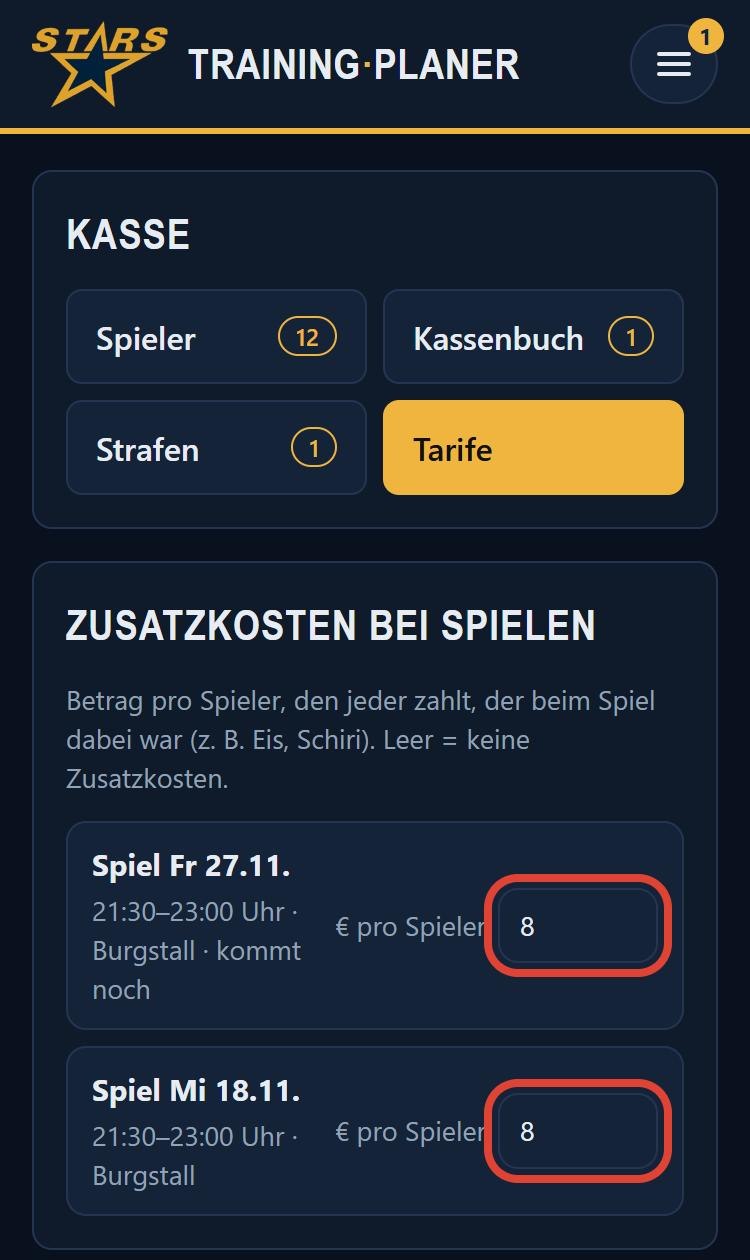 STARS
TRAINING·PLANER
1
KASSE
Spieler 12
Kassenbuch 1
Strafen 1
Tarife
ZUSATZKOSTEN BEI SPIELEN
Betrag pro Spieler, den jeder zahlt, der beim Spiel
dabei war (z. B. Eis, Schiri). Leer = keine
Zusatzkosten.
Spiel Fr 27.11.
21:30–23:00 Uhr ·
Burgstall · kommt
noch
€ pro Spieler
8
Spiel Mi 18.11.
21:30–23:00 Uhr ·
Burgstall
€ pro Spieler
8